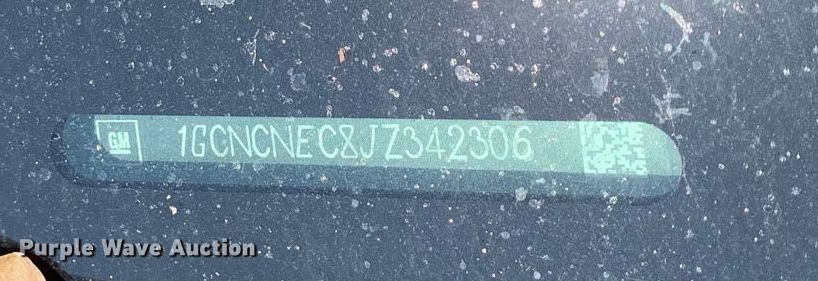 GM 1GCNCNEC8JZ342306
Purple Wave Auction